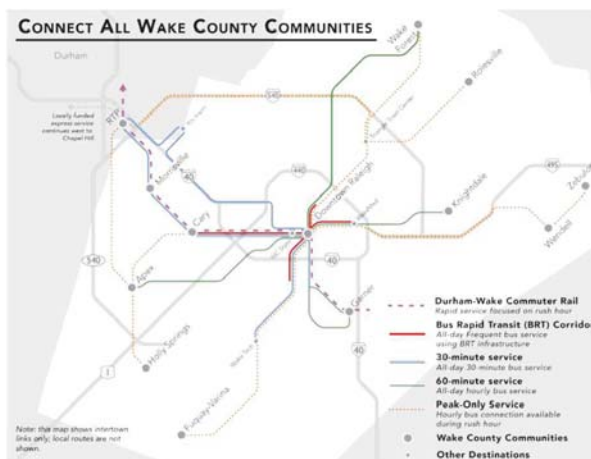 CONNECT ALL WAKE COUNTY COMMUNITIES
Durham
Wake
Forest
Rolesville
540
Locally funded
express service
continues west to
Chapel Hill
RTP
Morrisville
40
440
Downtown Raleigh
Knightdale
Zebulon
Cary
Wendell
540
40
Apex
Garner
40
Holly Springs
1
Fuquay-Varina
Durham-Wake Commuter Rail
Rapid service focused on rush hour
Bus Rapid Transit (BRT) Corridor
All-day Frequent bus service
using BRT infrastructure
30-minute service
All-day 30-minute bus service
60-minute service
All-day hourly bus service
Peak-Only Service
Hourly bus connection available
during rush hour
Wake County Communities
Other Destinations
Note: this map shows intertown
links only; local routes are not
shown.